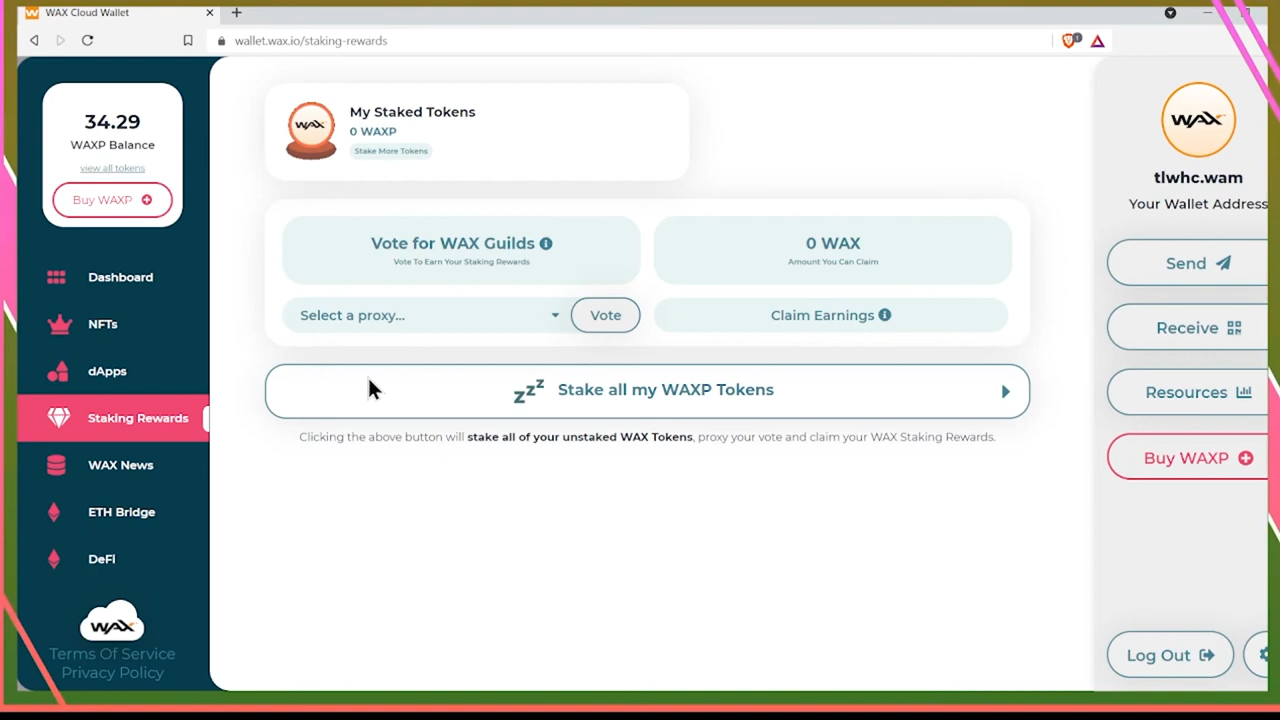 WAX Cloud Wallet
wallet.wax.io/staking-rewards
34.29
WAXP Balance
view all tokens
Buy WAXP
Dashboard
NFTs
dApps
Staking Rewards
WAX News
ETH Bridge
DeFI
WAX
Terms Of Service
Privacy Policy
WAX
My Staked Tokens
0 WAXP
Stake More Tokens
Vote for WAX Guilds
Vote To Earn Your Staking Rewards
0 WAX
Amount You Can Claim
Select a proxy...
Vote
Claim Earnings
zzz Stake all my WAXP Tokens
Clicking the above button will stake all of your unstaked WAX Tokens, proxy your vote and claim your WAX Staking Rewards.
WAX
tlwhc.wam
Your Wallet Address
Send
Receive
Resources
Buy WAXP
Log Out